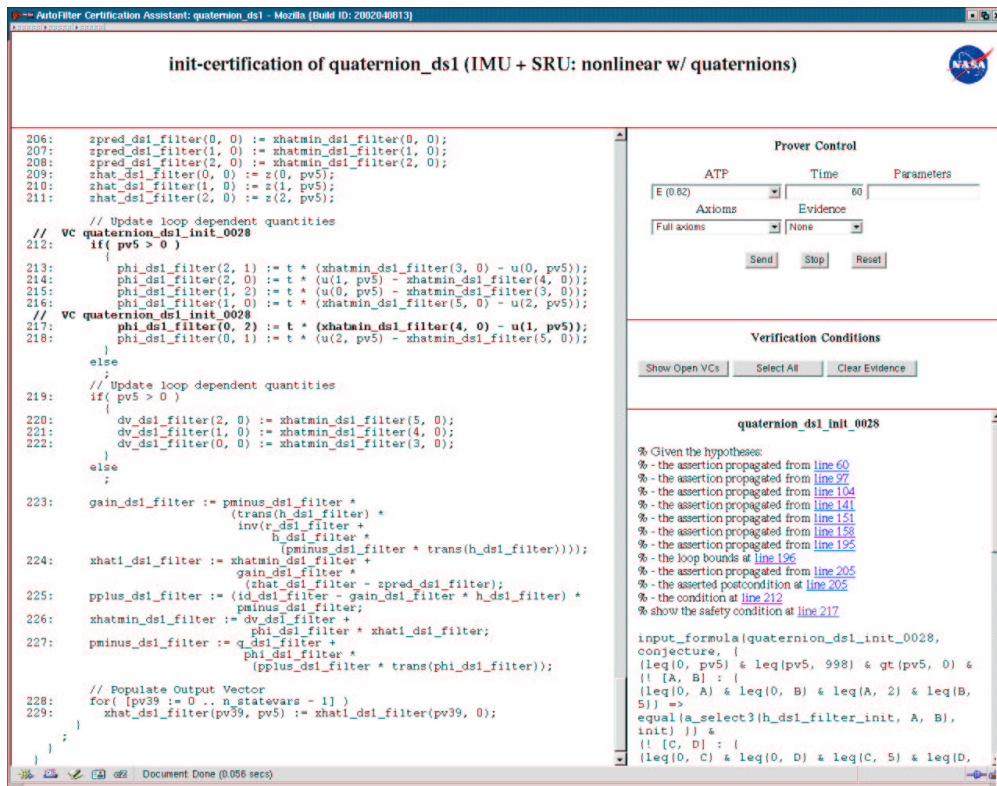 AutoFilter Certification Assistant: quaternion_ds1 - Mozilla {Build ID: 2002040813}
init-certification of quaternion_ds1 (IMU + SRU: nonlinear w/ quaternions)
NASA
206: zpred_ds1_filter(0, 0) := xhatmin_ds1_filter(0, 0);
207: zpred_ds1_filter(1, 0) := xhatmin_ds1_filter(1, 0);
208: zpred_ds1_filter(2, 0) := xhatmin_ds1_filter(2, 0);
209: zhat_ds1_filter(0, 0) := z(0, pv5);
210: zhat_ds1_filter(1, 0) := z(1, pv5);
211: zhat_ds1_filter(2, 0) := z(2, pv5);
// Update loop dependent quantities
// VC quaternion_ds1_init_0028
212: if( pv5 > 0 )
{
213: phi_ds1_filter(2, 1) := t * (xhatmin_ds1_filter(3, 0) - u(0, pv5));
214: phi_ds1_filter(2, 0) := t * (u(1, pv5) - xhatmin_ds1_filter(4, 0));
215: phi_ds1_filter(1, 2) := t * (u(0, pv5) - xhatmin_ds1_filter(3, 0));
216: phi_ds1_filter(1, 0) := t * (xhatmin_ds1_filter(5, 0) - u(2, pv5));
// VC quaternion_ds1_init_0028
217: phi_ds1_filter(0, 2) := t * (xhatmin_ds1_filter(4, 0) - u(1, pv5));
218: phi_ds1_filter(0, 1) := t * (u(2, pv5) - xhatmin_ds1_filter(5, 0));
}
else
;
// Update loop dependent quantities
219: if( pv5 > 0 )
{
220: dv_ds1_filter(2, 0) := xhatmin_ds1_filter(5, 0);
221: dv_ds1_filter(1, 0) := xhatmin_ds1_filter(4, 0);
222: dv_ds1_filter(0, 0) := xhatmin_ds1_filter(3, 0);
}
else
;
223: gain_ds1_filter := pminus_ds1_filter *
(trans(h_ds1_filter) *
inv(r_ds1_filter +
h_ds1_filter *
(pminus_ds1_filter * trans(h_ds1_filter))));
224: xhat1_ds1_filter := xhatmin_ds1_filter +
gain_ds1_filter *
(zhat_ds1_filter - zpred_ds1_filter);
225: pplus_ds1_filter := (id_ds1_filter - gain_ds1_filter * h_ds1_filter) *
pminus_ds1_filter;
226: xhatmin_ds1_filter := dv_ds1_filter +
phi_ds1_filter * xhat1_ds1_filter;
227: pminus_ds1_filter := q_ds1_filter +
phi_ds1_filter *
(pplus_ds1_filter * trans(phi_ds1_filter));
// Populate Output Vector
228: for( [pv39 := 0 .. n_statevars - 1] )
229: xhat_ds1_filter(pv39, pv5) := xhat1_ds1_filter(pv39, 0);
}
;
}
}
Prover Control
ATP Time Parameters
E (0.62) 60
Axioms Evidence
Full axioms None
Send Stop Reset
Verification Conditions
Show Open VCs Select All Clear Evidence
quaternion_ds1_init_0028
% Given the hypotheses:
% - the assertion propagated from line 60
% - the assertion propagated from line 97
% - the assertion propagated from line 104
% - the assertion propagated from line 141
% - the assertion propagated from line 151
% - the assertion propagated from line 158
% - the assertion propagated from line 195
% - the loop bounds at line 196
% - the assertion propagated from line 205
% - the asserted postcondition at line 205
% - the condition at line 212
% show the safety condition at line 217
input_formula(quaternion_ds1_init_0028,
conjecture, (
(leq(0, pv5) & leq(pv5, 998) & gt(pv5, 0) &
(! [A, B] : (
(leq(0, A) & leq(0, B) & leq(A, 2) & leq(B,
5)) =>
equal(a_select3(h_ds1_filter_init, A, B),
init) )) &
(! [C, D] : (
(leq(0, C) & leq(0, D) & leq(C, 5) & leq(D,
Document: Done (0.056 secs)